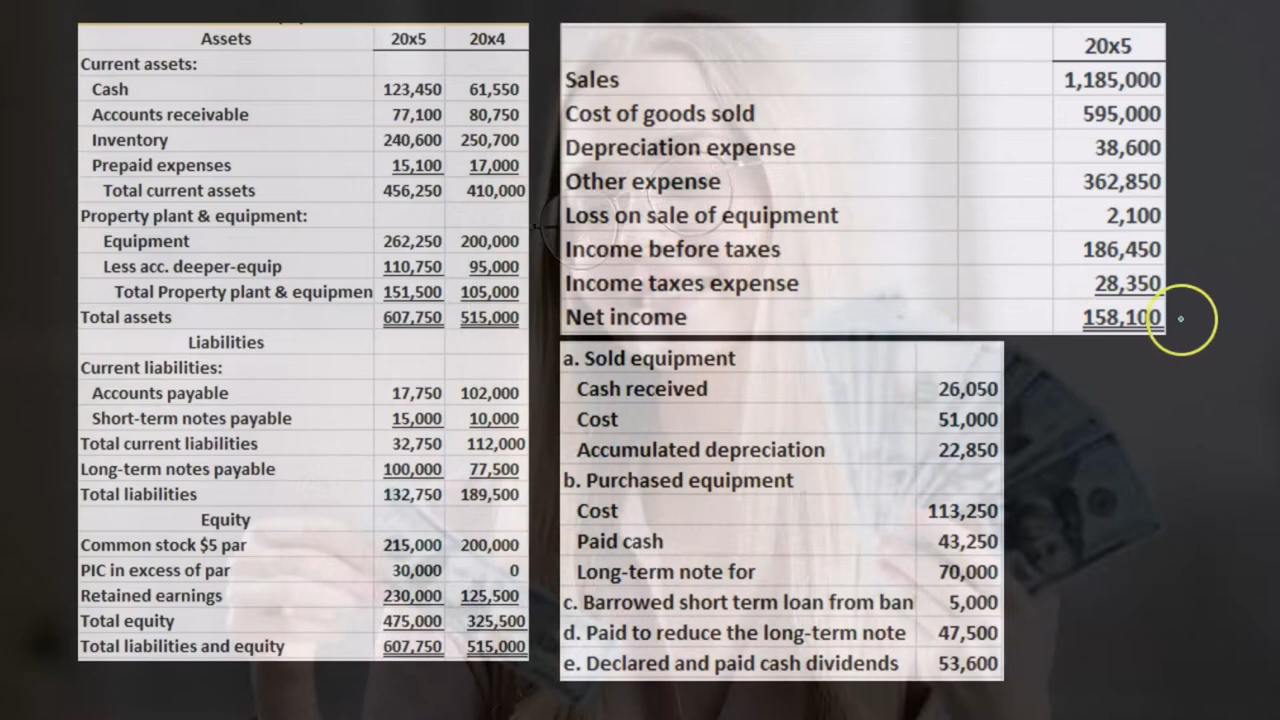 Assets 20x5 20x4
Current assets:
Cash 123,450 61,550
Accounts receivable 77,100 80,750
Inventory 240,600 250,700
Prepaid expenses 15,100 17,000
Total current assets 456,250 410,000
Property plant & equipment:
Equipment 262,250 200,000
Less acc. deeper-equip 110,750 95,000
Total Property plant & equipmen 151,500 105,000
Total assets 607,750 515,000
Liabilities
Current liabilities:
Accounts payable 17,750 102,000
Short-term notes payable 15,000 10,000
Total current liabilities 32,750 112,000
Long-term notes payable 100,000 77,500
Total liabilities 132,750 189,500
Equity
Common stock $5 par 215,000 200,000
PIC in excess of par 30,000 0
Retained earnings 230,000 125,500
Total equity 475,000 325,500
Total liabilities and equity 607,750 515,000
20x5
Sales 1,185,000
Cost of goods sold 595,000
Depreciation expense 38,600
Other expense 362,850
Loss on sale of equipment 2,100
Income before taxes 186,450
Income taxes expense 28,350
Net income 158,100
a. Sold equipment
Cash received 26,050
Cost 51,000
Accumulated depreciation 22,850
b. Purchased equipment
Cost 113,250
Paid cash 43,250
Long-term note for 70,000
c. Barrowed short term loan from ban 5,000
d. Paid to reduce the long-term note 47,500
e. Declared and paid cash dividends 53,600